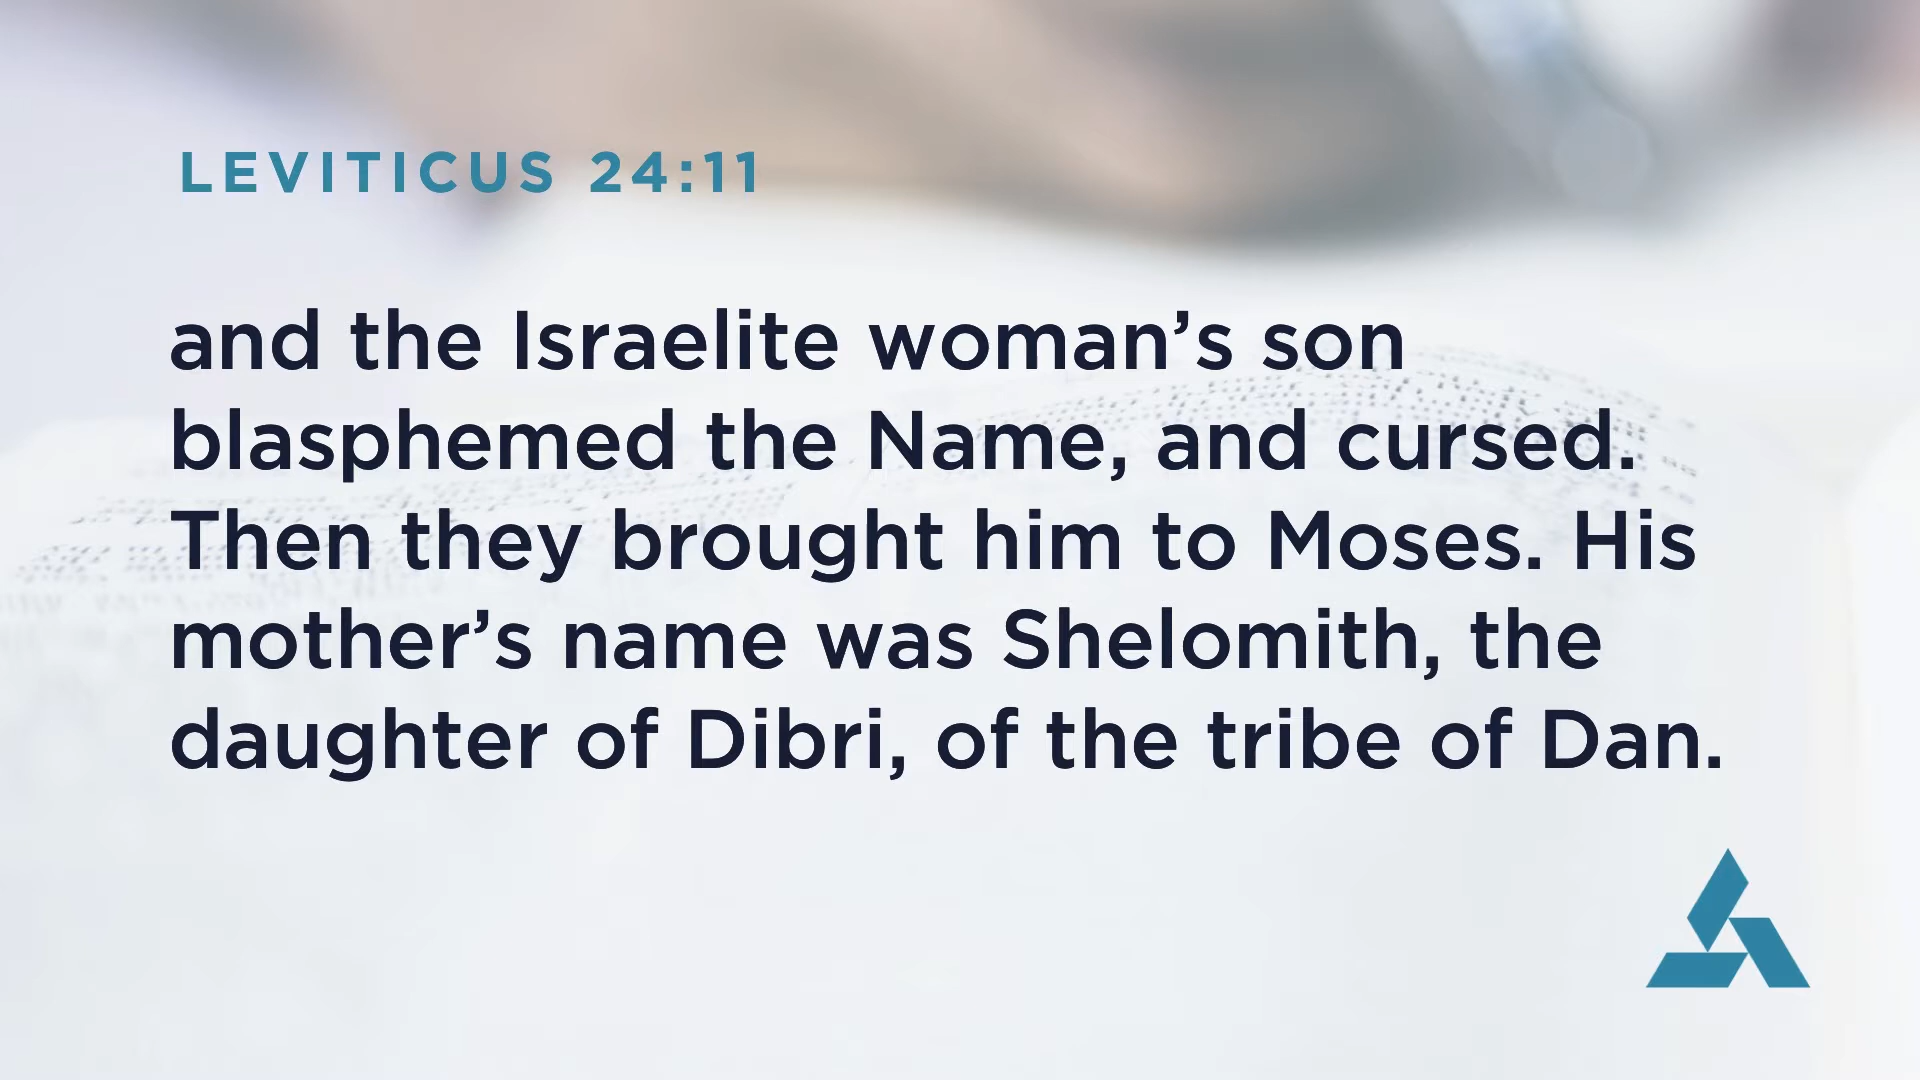 LEVITICUS 24:11
and the Israelite woman’s son
blasphemed the Name, and cursed.
Then they brought him to Moses. His
mother’s name was Shelomith, the
daughter of Dibri, of the tribe of Dan.